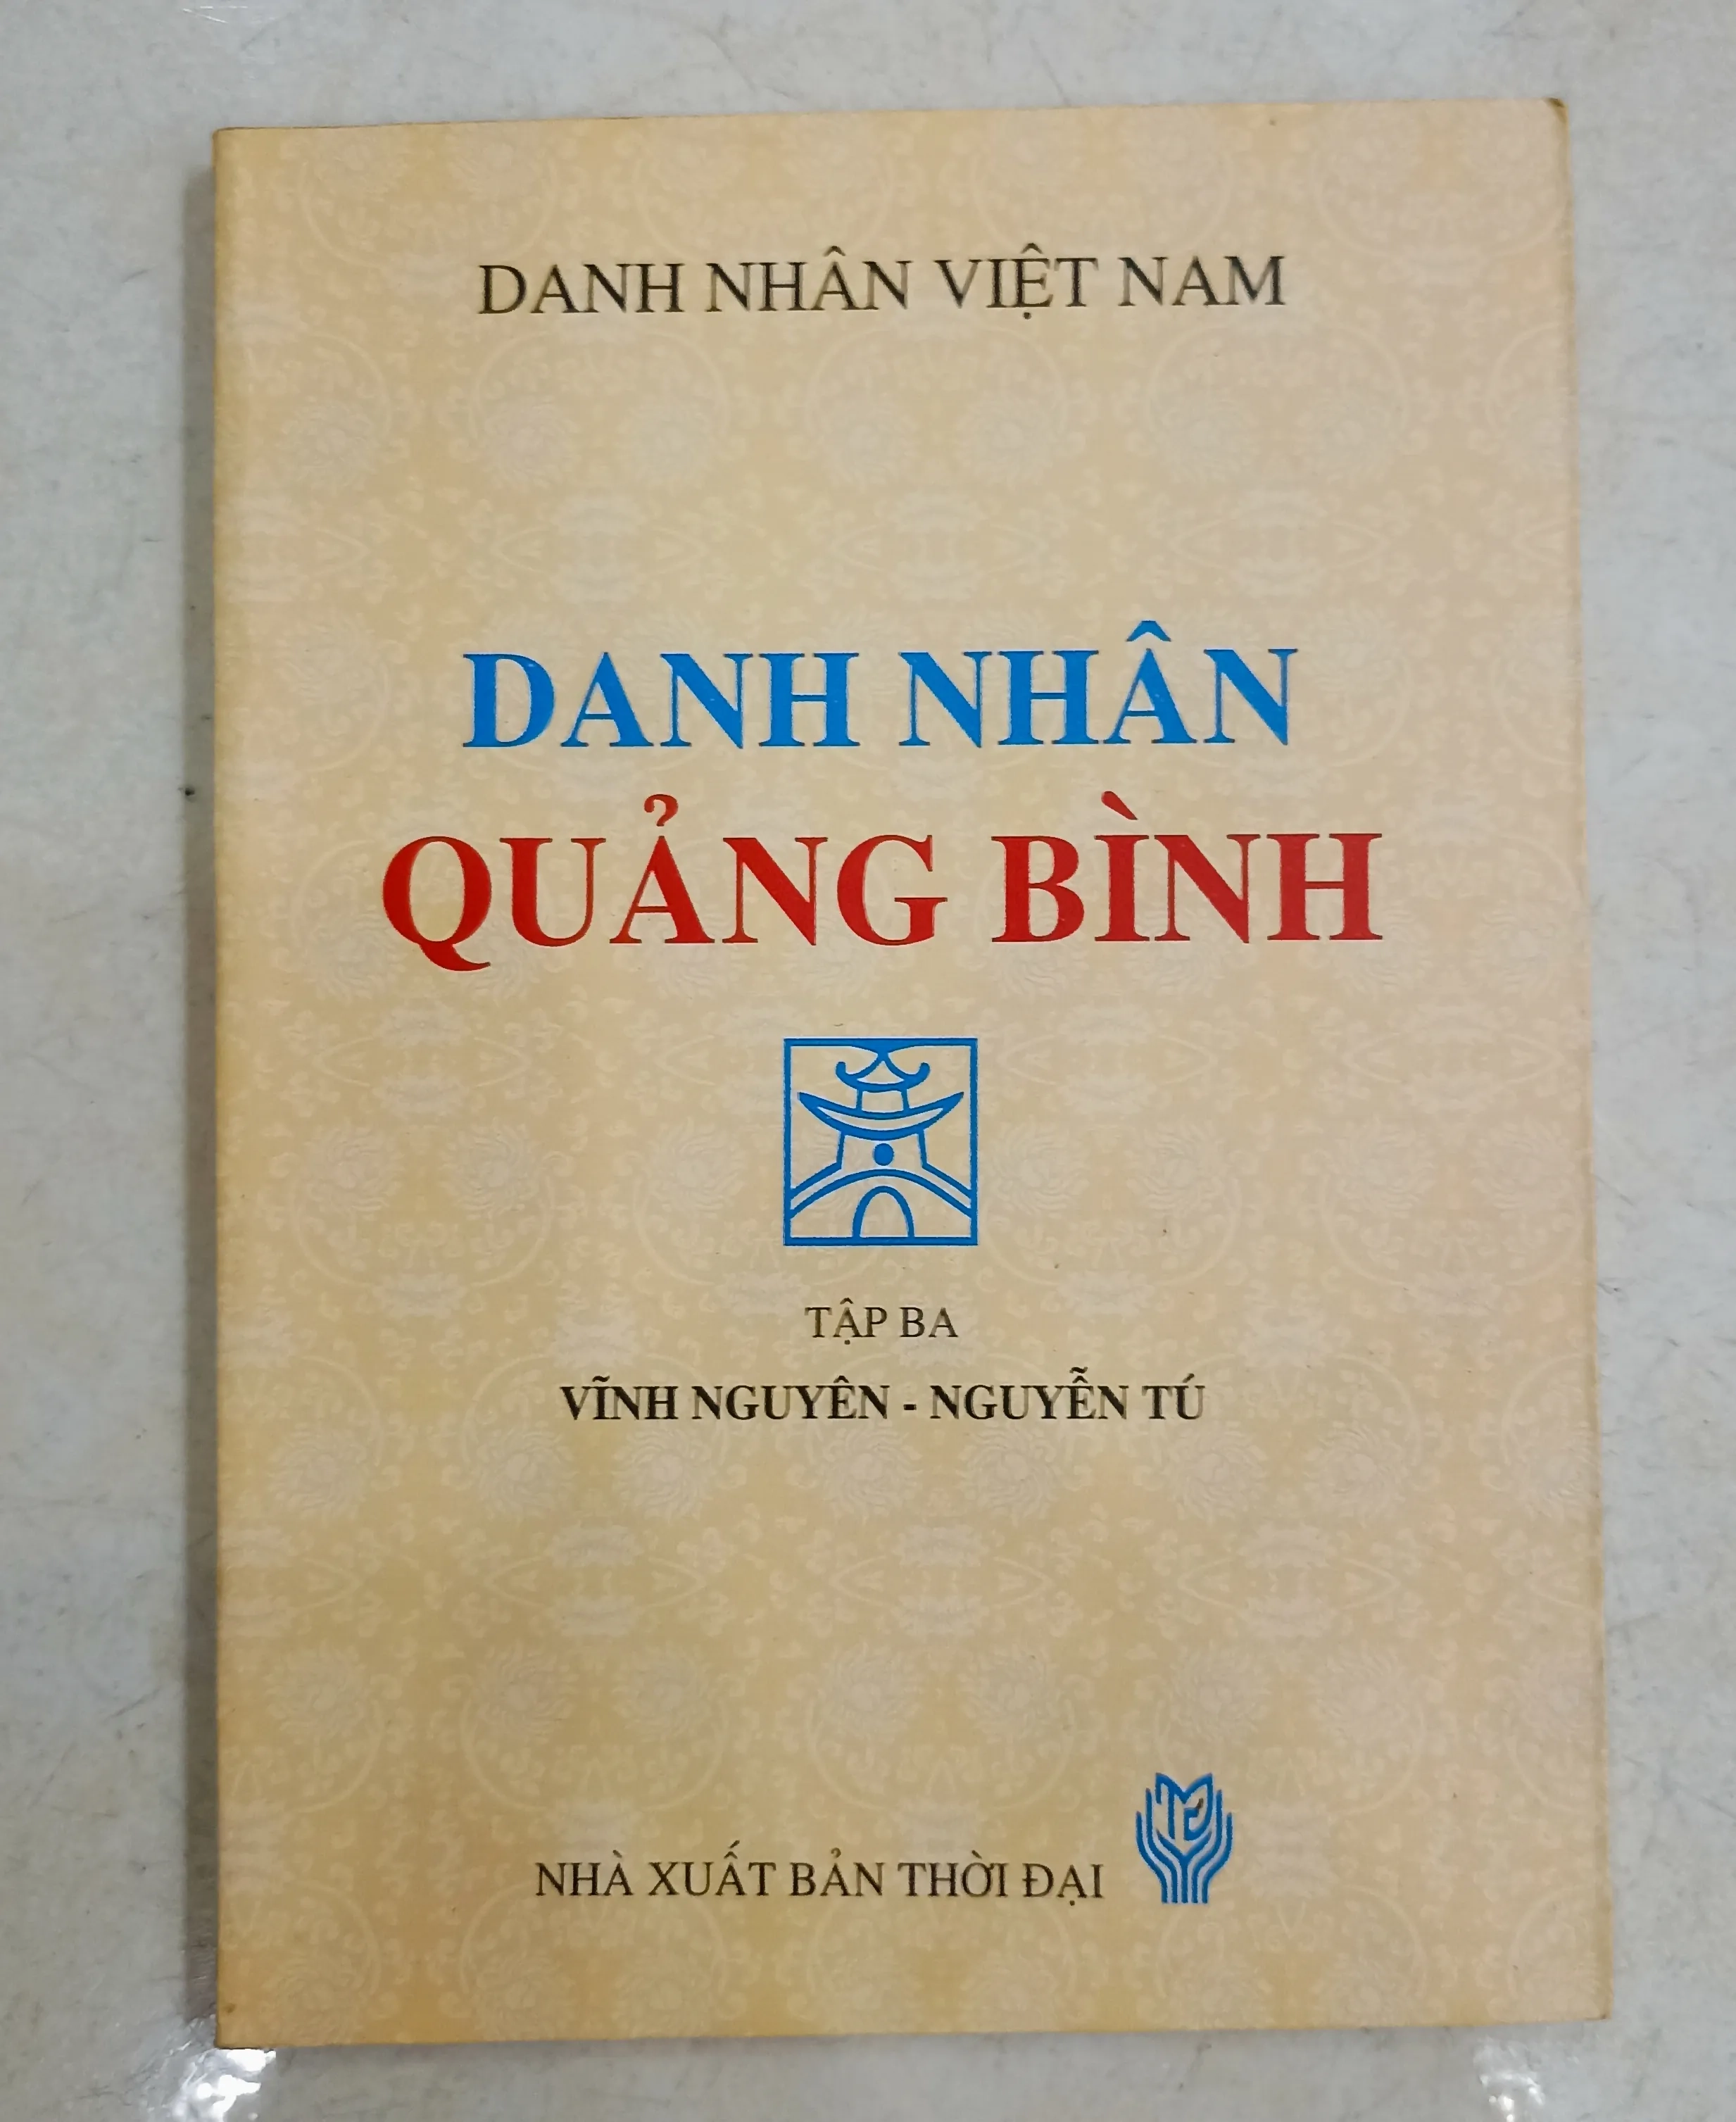 DANH NHÂN VIỆT NAM
DANH NHÂN
QUẢNG BÌNH
TẬP BA
VĨNH NGUYÊN - NGUYỄN TÚ
NHÀ XUẤT BẢN THỜI ĐẠI